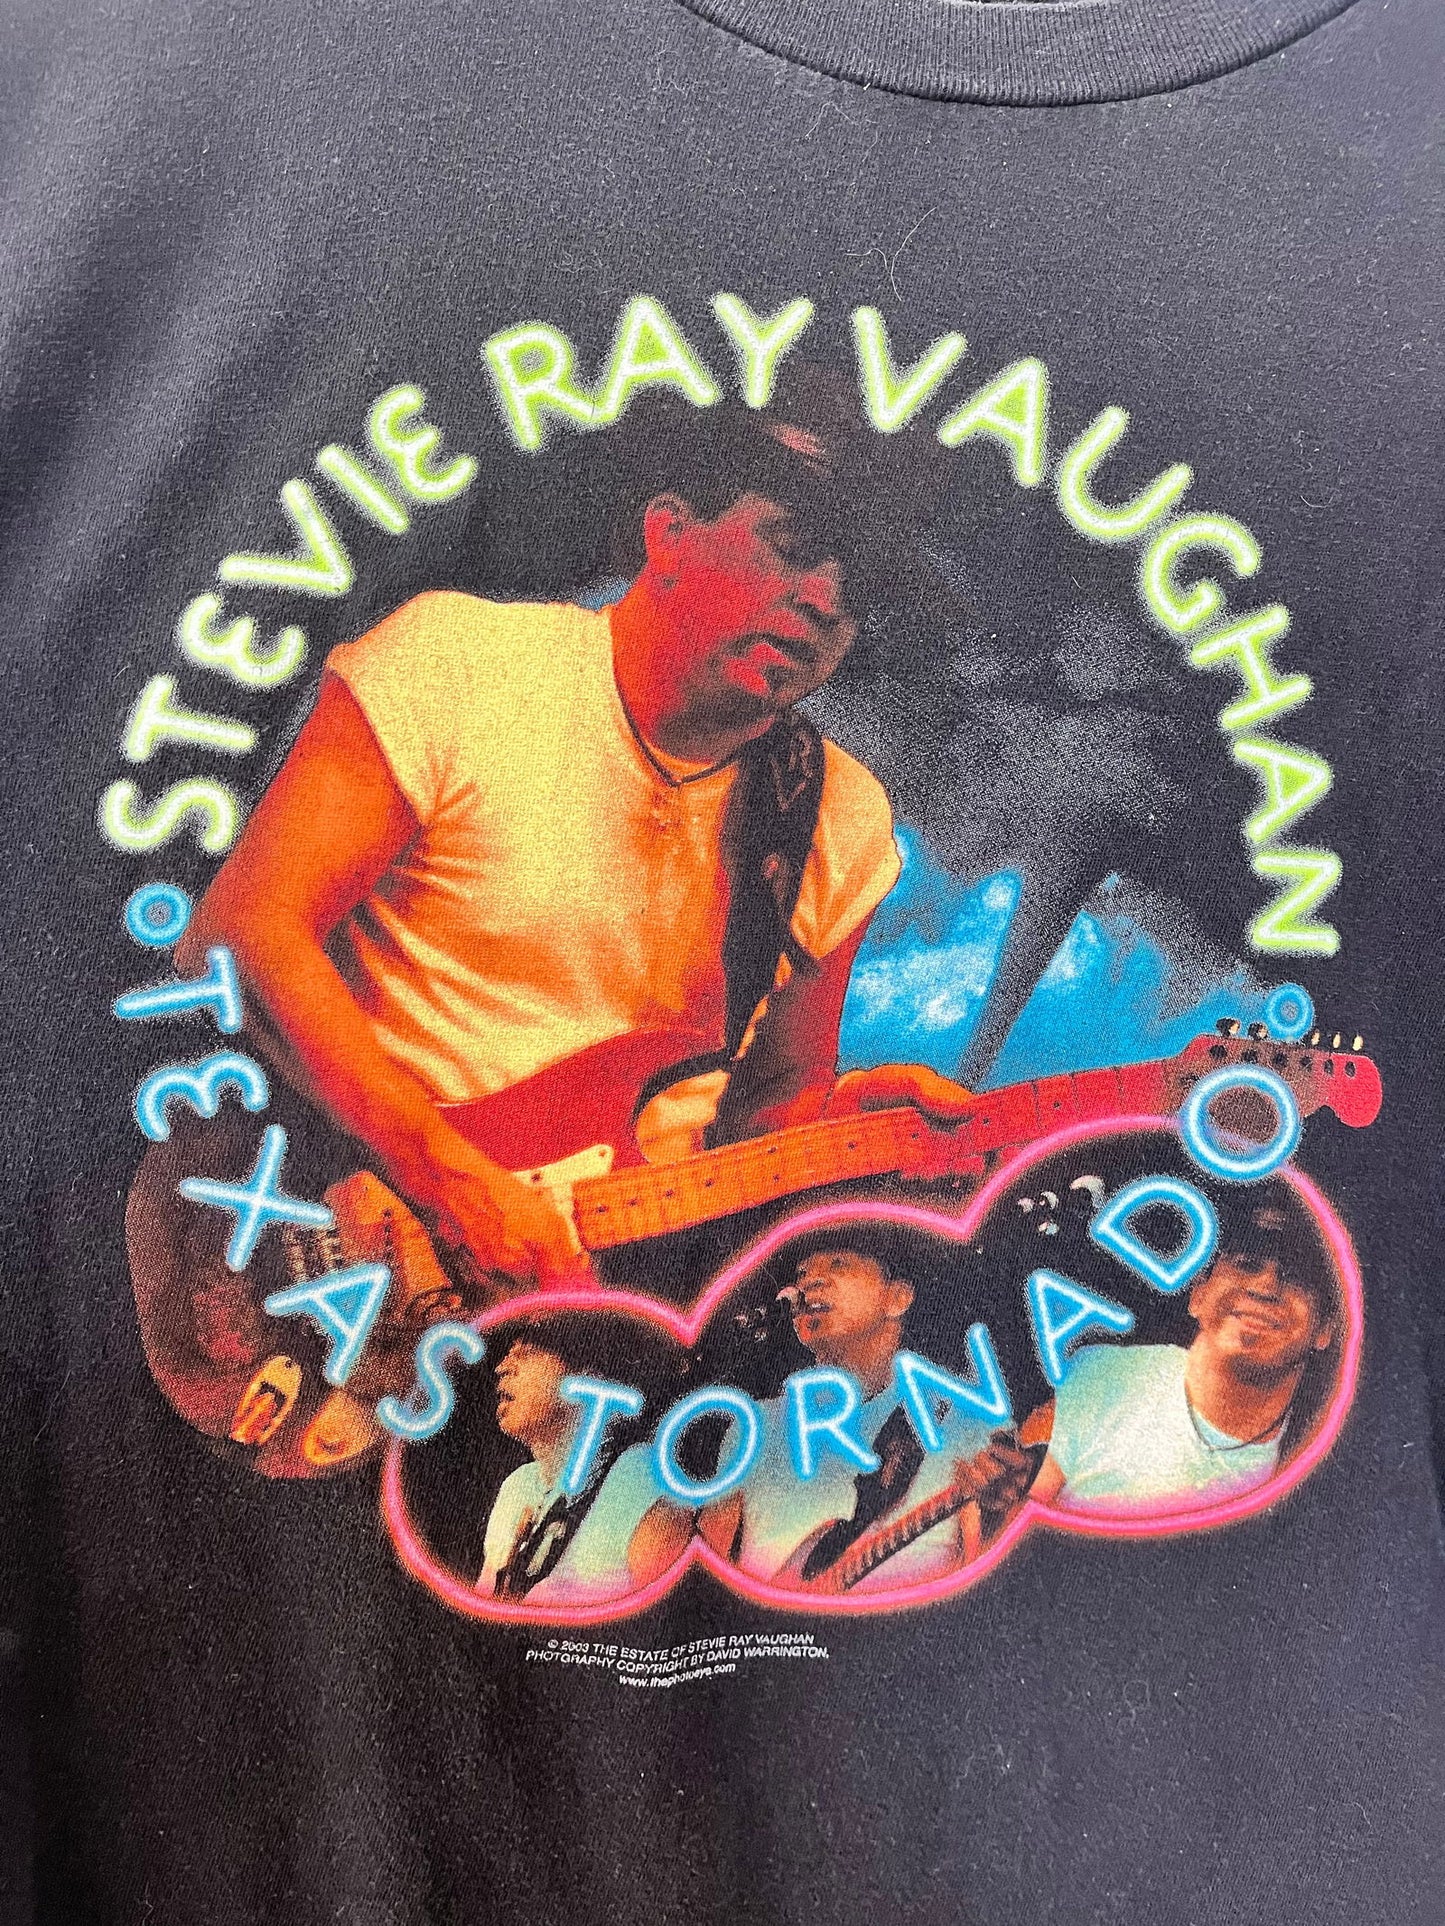 STEVIE RAY VAUGHAN
TEXAS TORNADO
© 2003 THE ESTATE OF STEVIE RAY VAUGHAN
PHOTGRAPHY COPYRIGHT BY DAVID WARRINGTON.
www.thephotoeye.com